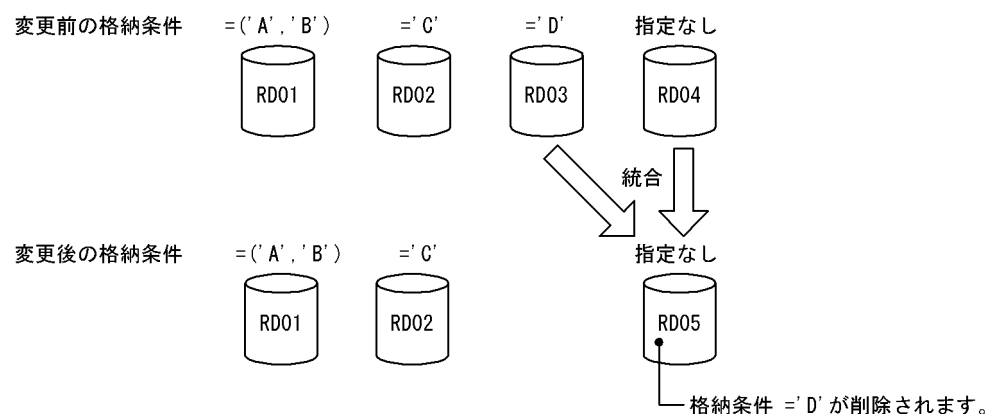 変更前の格納条件 =('A','B') ='C' ='D' 指定なし
RD01 RD02 RD03 RD04
統合
変更後の格納条件 =('A','B') ='C' 指定なし
RD01 RD02 RD05
格納条件 ='D'が削除されます。